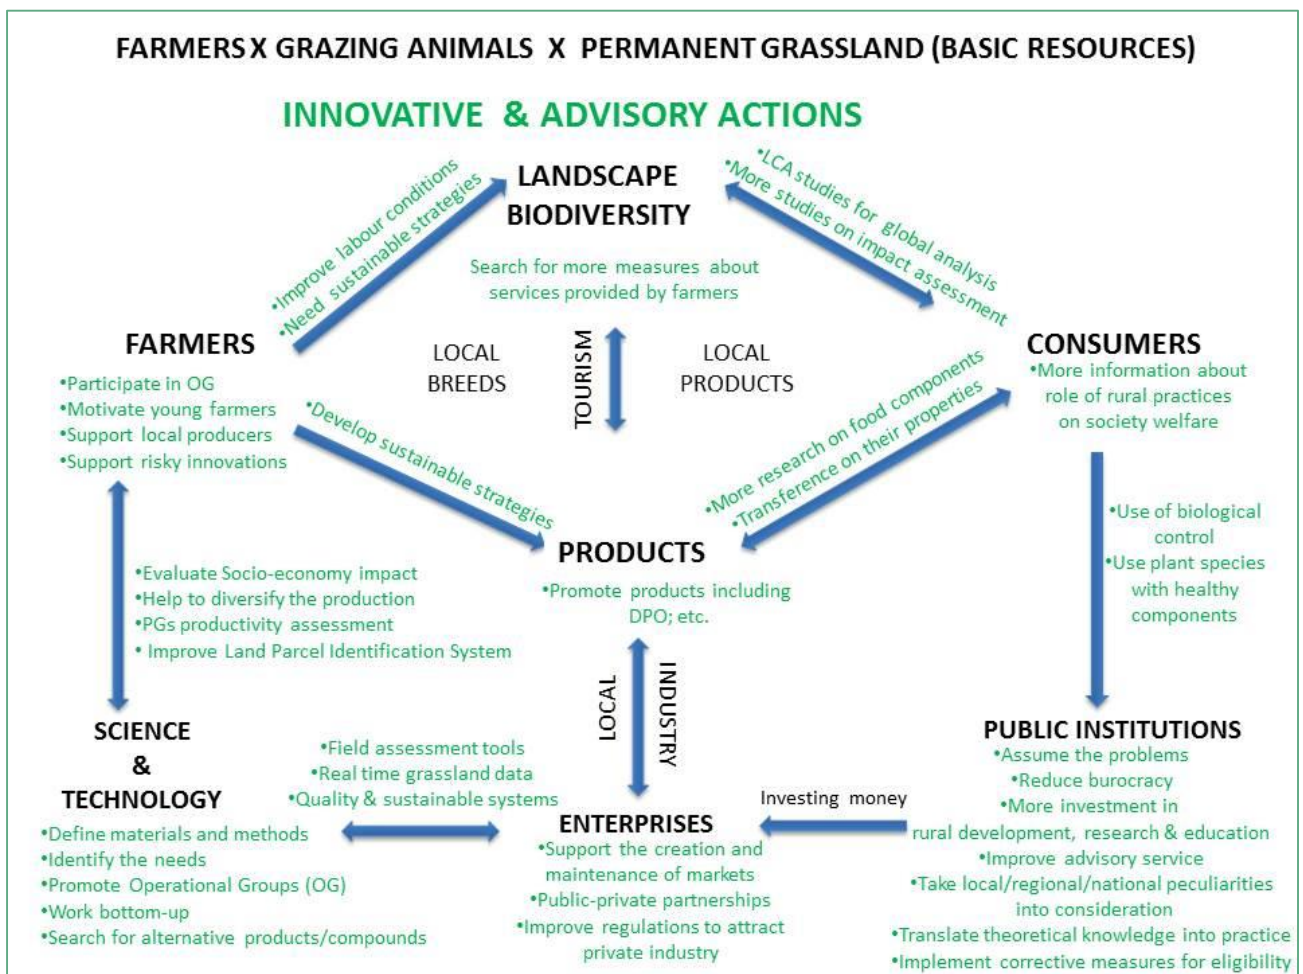 FARMERS X GRAZING ANIMALS X PERMANENT GRASSLAND (BASIC RESOURCES)
INNOVATIVE & ADVISORY ACTIONS
LANDSCAPE
BIODIVERSITY
Search for more measures about
services provided by farmers
•Improve labour conditions
•Need sustainable strategies
•LCA studies for global analysis
•More studies on impact assessment
FARMERS
•Participate in OG
•Motivate young farmers
•Support local producers
•Support risky innovations
LOCAL
BREEDS
TOURISM
LOCAL
PRODUCTS
CONSUMERS
•More information about
role of rural practices
on society welfare
•Develop sustainable strategies
•More research on food components
•Transference on their properties
PRODUCTS
•Promote products including
DPO; etc.
•Use of biological
control
•Use plant species
with healthy
components
•Evaluate Socio-economy impact
•Help to diversify the production
•PGs productivity assessment
• Improve Land Parcel Identification System
LOCAL
INDUSTRY
SCIENCE
&
TECHNOLOGY
•Define materials and methods
•Identify the needs
•Promote Operational Groups (OG)
•Work bottom-up
•Search for alternative products/compounds
•Field assessment tools
•Real time grassland data
•Quality & sustainable systems
ENTERPRISES
•Support the creation and
maintenance of markets
•Public-private partnerships
•Improve regulations to attract
private industry
Investing money
PUBLIC INSTITUTIONS
•Assume the problems
•Reduce burocracy
•More investment in
rural development, research & education
•Improve advisory service
•Take local/regional/national peculiarities
into consideration
•Translate theoretical knowledge into practice
•Implement corrective measures for eligibility